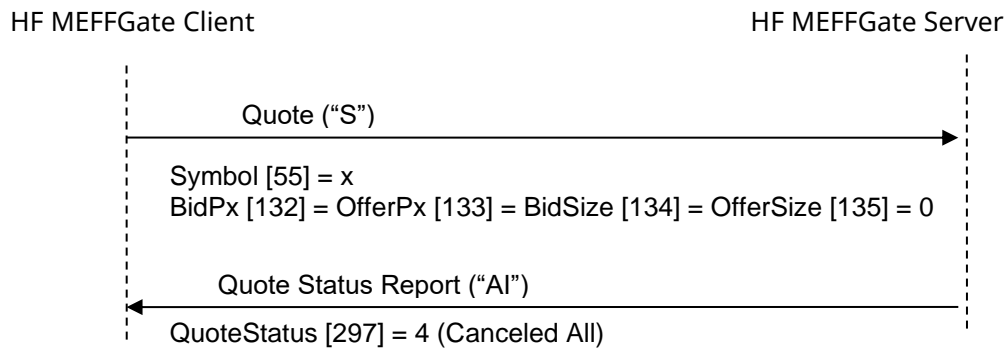 HF MEFFGate Client
HF MEFFGate Server
Quote (“S”)
Symbol [55] = x
BidPx [132] = OfferPx [133] = BidSize [134] = OfferSize [135] = 0
Quote Status Report (“AI”)
QuoteStatus [297] = 4 (Canceled All)